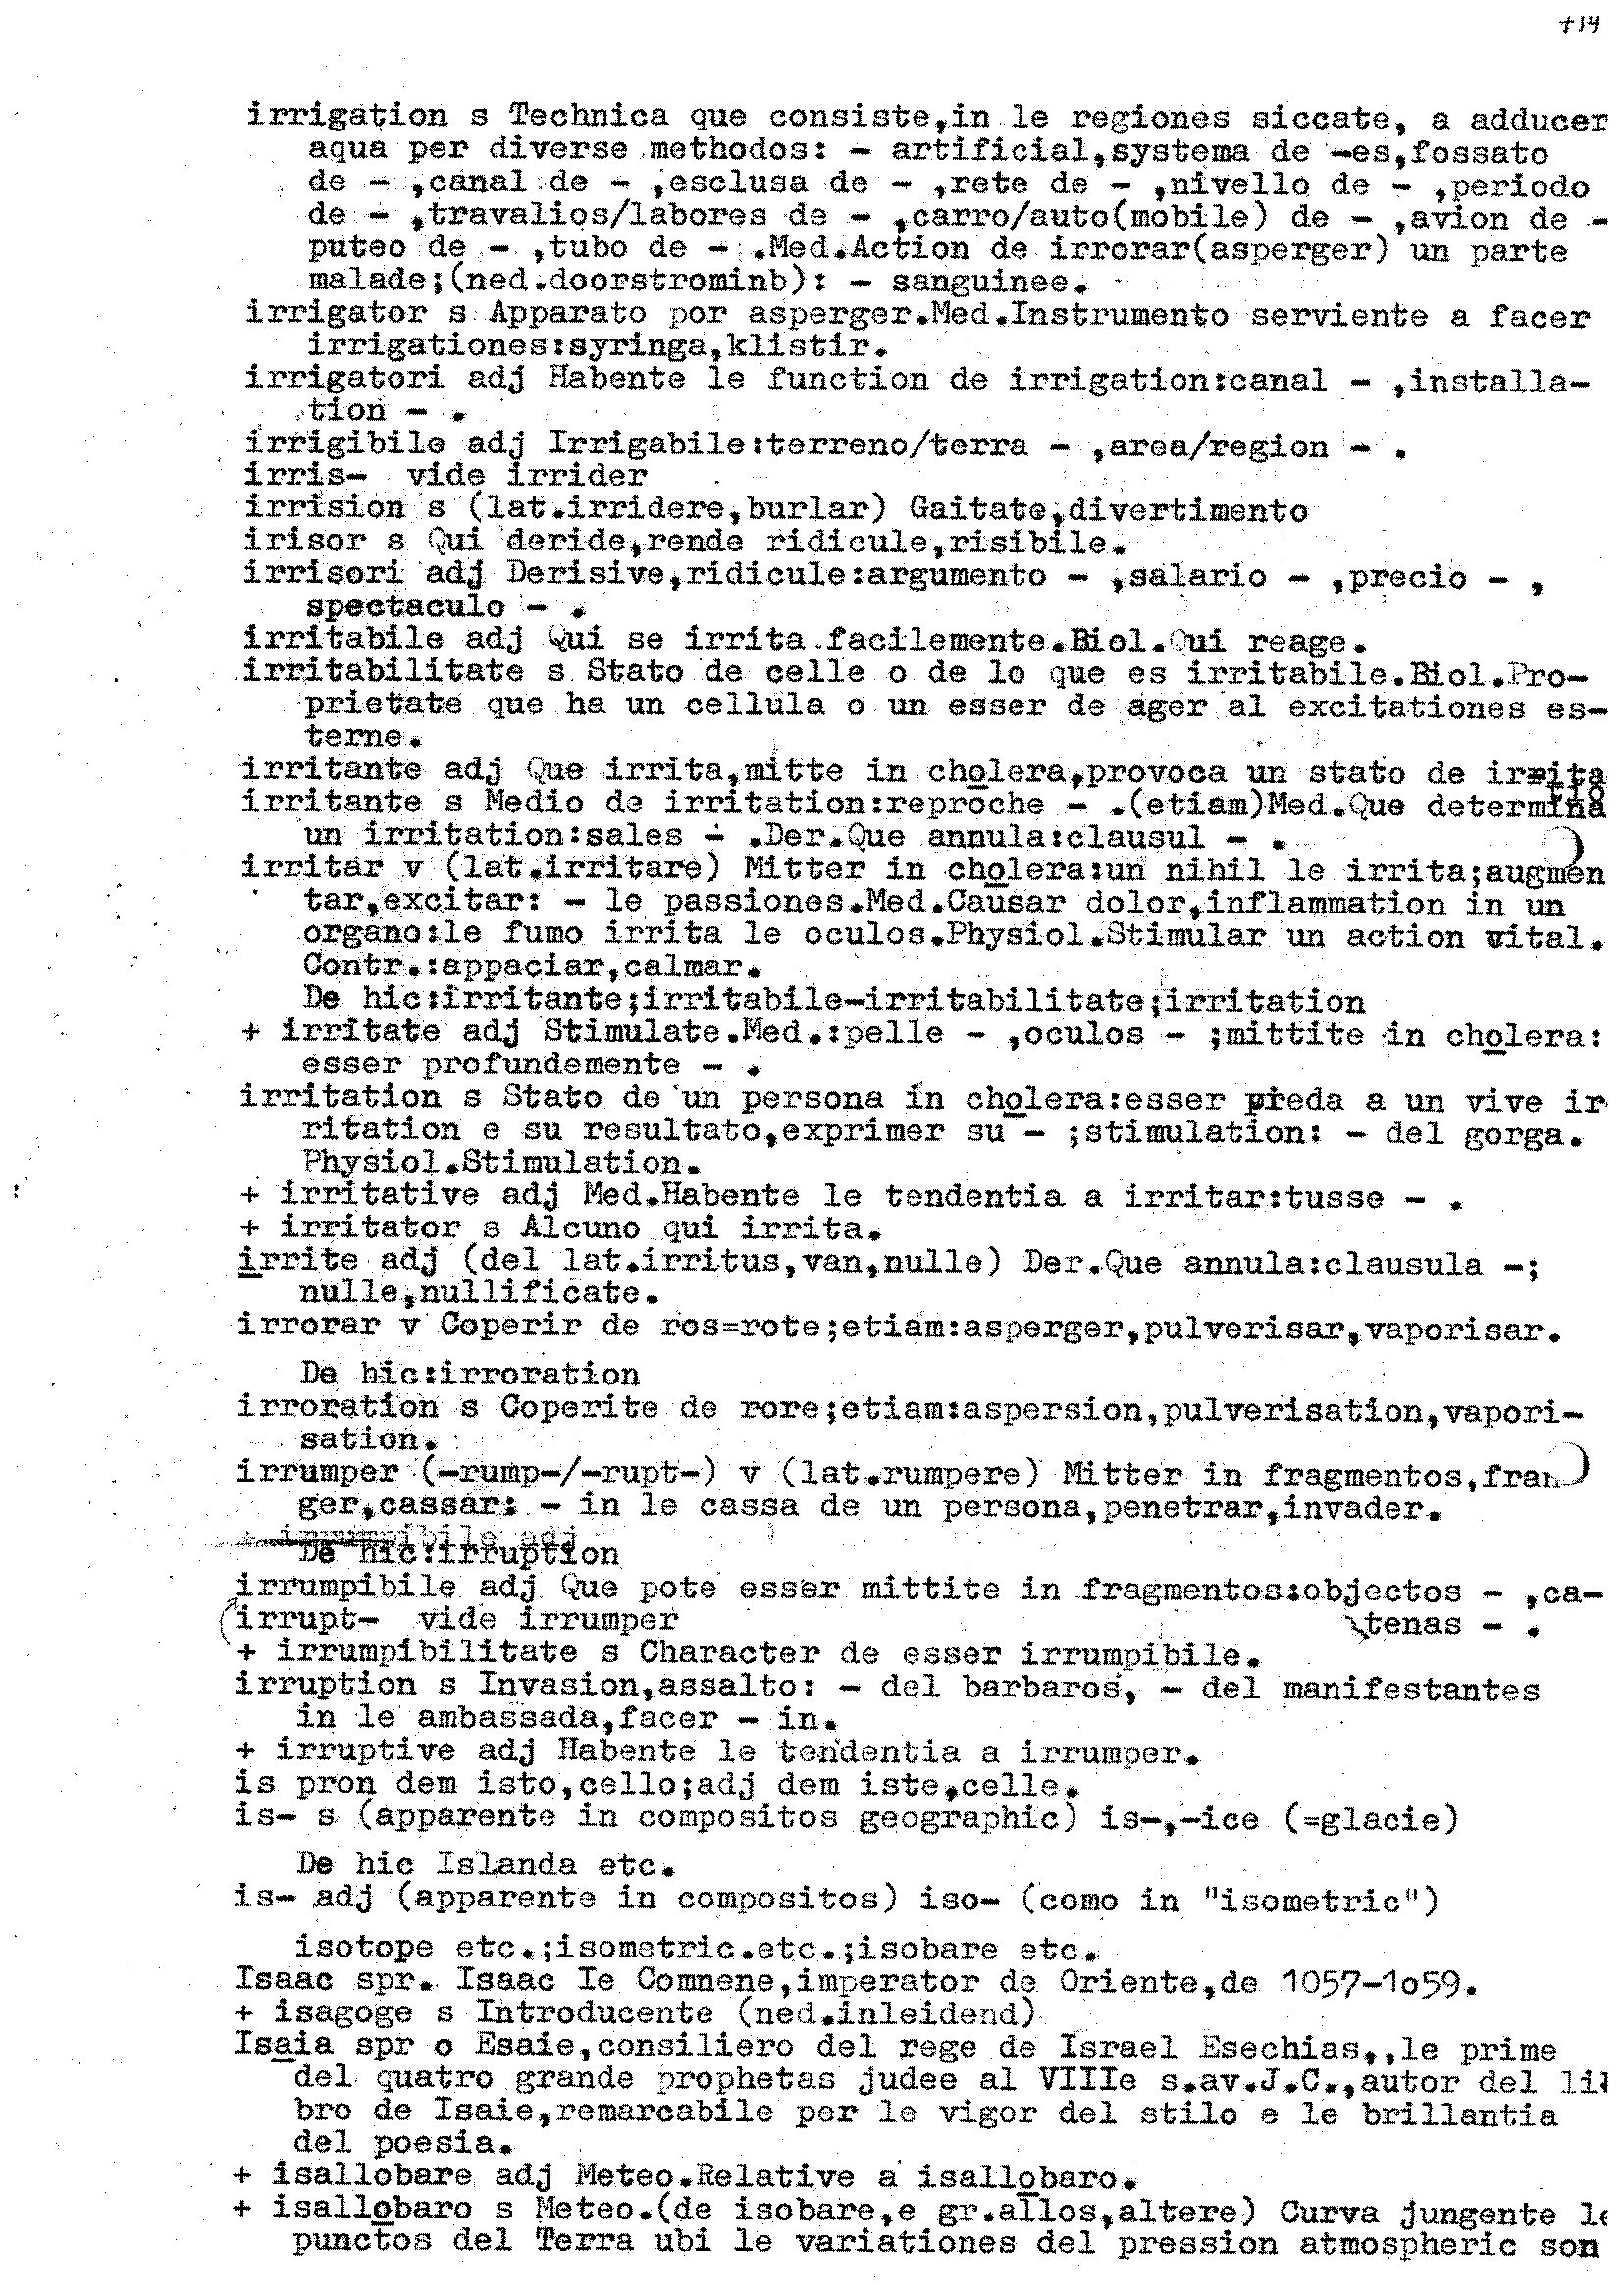 714
irrigation s Technica que consiste,in le regiones siccate, a adducer
aqua per diverse methodos: - artificial,systema de -es,fossato
de - ,canal de - ,esclusa de - ,rete de - ,nivello de - ,periodo
de - ,travalios/labores de - ,carro/auto(mobile) de - ,avion de -
puteo de - ,tubo de - .Med.Action de irrorar(asperger) un parte
malade;(ned.doorstrominb): - sanguinee.
irrigator s Apparato por asperger.Med.Instrumento serviente a facer
irrigationes:syringa,klistir.
irrigatori adj Habente le function de irrigation:canal - ,installa-
tion - .
irrigibile adj Irrigabile:terreno/terra - ,area/region - .
irris- vide irrider
irrision s (lat.irridere,burlar) Gaitate,divertimento
irisor s Qui deride,rende ridicule,risibile.
irrisori adj Derisive,ridicule:argumento - ,salario - ,precio - ,
spectaculo - .
irritabile adj Qui se irrita facilemente.Biol.Qui reage.
irritabilitate s Stato de celle o de lo que es irritabile.Biol.Pro-
prietate que ha un cellula o un esser de ager al excitationes es-
terne.
irritante adj Que irrita,mitte in cholera,provoca un stato de irrita
irritante s Medio de irritation:reproche - .(etiam)Med.Que determina
un irritation:sales - .Der.Que annula:clausul - .
irritar v (lat.irritare) Mitter in cholera:un nihil le irrita;augmen
tar,excitar: - le passiones.Med.Causar dolor,inflammation in un
organo:le fumo irrita le oculos.Physiol.Stimular un action vital.
Contr.:appaciar,calmar.
De hic:irritante;irritabile-irritabilitate;irritation
+ irritate adj Stimulate.Med.:pelle - ,oculos - ;mittite in cholera:
esser profundemente - .
irritation s Stato de un persona in cholera:esser preda a un vive ir
ritation e su resultato,exprimer su - ;stimulation: - del gorga.
Physiol.Stimulation.
+ irritative adj Med.Habente le tendentia a irritar:tusse - .
+ irritator s Alcuno qui irrita.
irrite adj (del lat.irritus,van,nulle) Der.Que annula:clausula -;
nulle,nullificate.
irrorar v Coperir de ros=rote;etiam:asperger,pulverisar,vaporisar.
De hic:irroration
irroration s Coperite de rore;etiam:aspersion,pulverisation,vapori-
sation.
irrumper (-rump-/-rupt-) v (lat.rumpere) Mitter in fragmentos,fran
ger,cassar: - in le cassa de un persona,penetrar,invader.
+ irrumpibile adj
De hic:irruption
irrumpibile adj Que pote esser mittite in fragmentos:objectos - ,ca-
irrupt- vide irrumper tenas - .
+ irrumpibilitate s Character de esser irrumpibile.
irruption s Invasion,assalto: - del barbaros, - del manifestantes
in le ambassada,facer - in.
+ irruptive adj Habente le tendentia a irrumper.
is pron dem isto,cello;adj dem iste,celle.
is- s (apparente in compositos geographic) is-,-ice (=glacie)
De hic Islanda etc.
is- adj (apparente in compositos) iso- (como in "isometric")
isotope etc.;isometric.etc.;isobare etc.
Isaac spr. Isaac Ie Comnene,imperator de Oriente,de 1057-1o59.
+ isagoge s Introducente (ned.inleidend)
Isaia spr o Esaie,consiliero del rege de Israel Esechias,,le prime
del quatro grande prophetas judee al VIIIe s.av.J.C.,autor del li
bro de Isaie,remarcabile per le vigor del stilo e le brillantia
del poesia.
+ isallobare adj Meteo.Relative a isallobaro.
+ isallobaro s Meteo.(de isobare,e gr.allos,altere) Curva jungente le
punctos del Terra ubi le variationes del pression atmospheric son